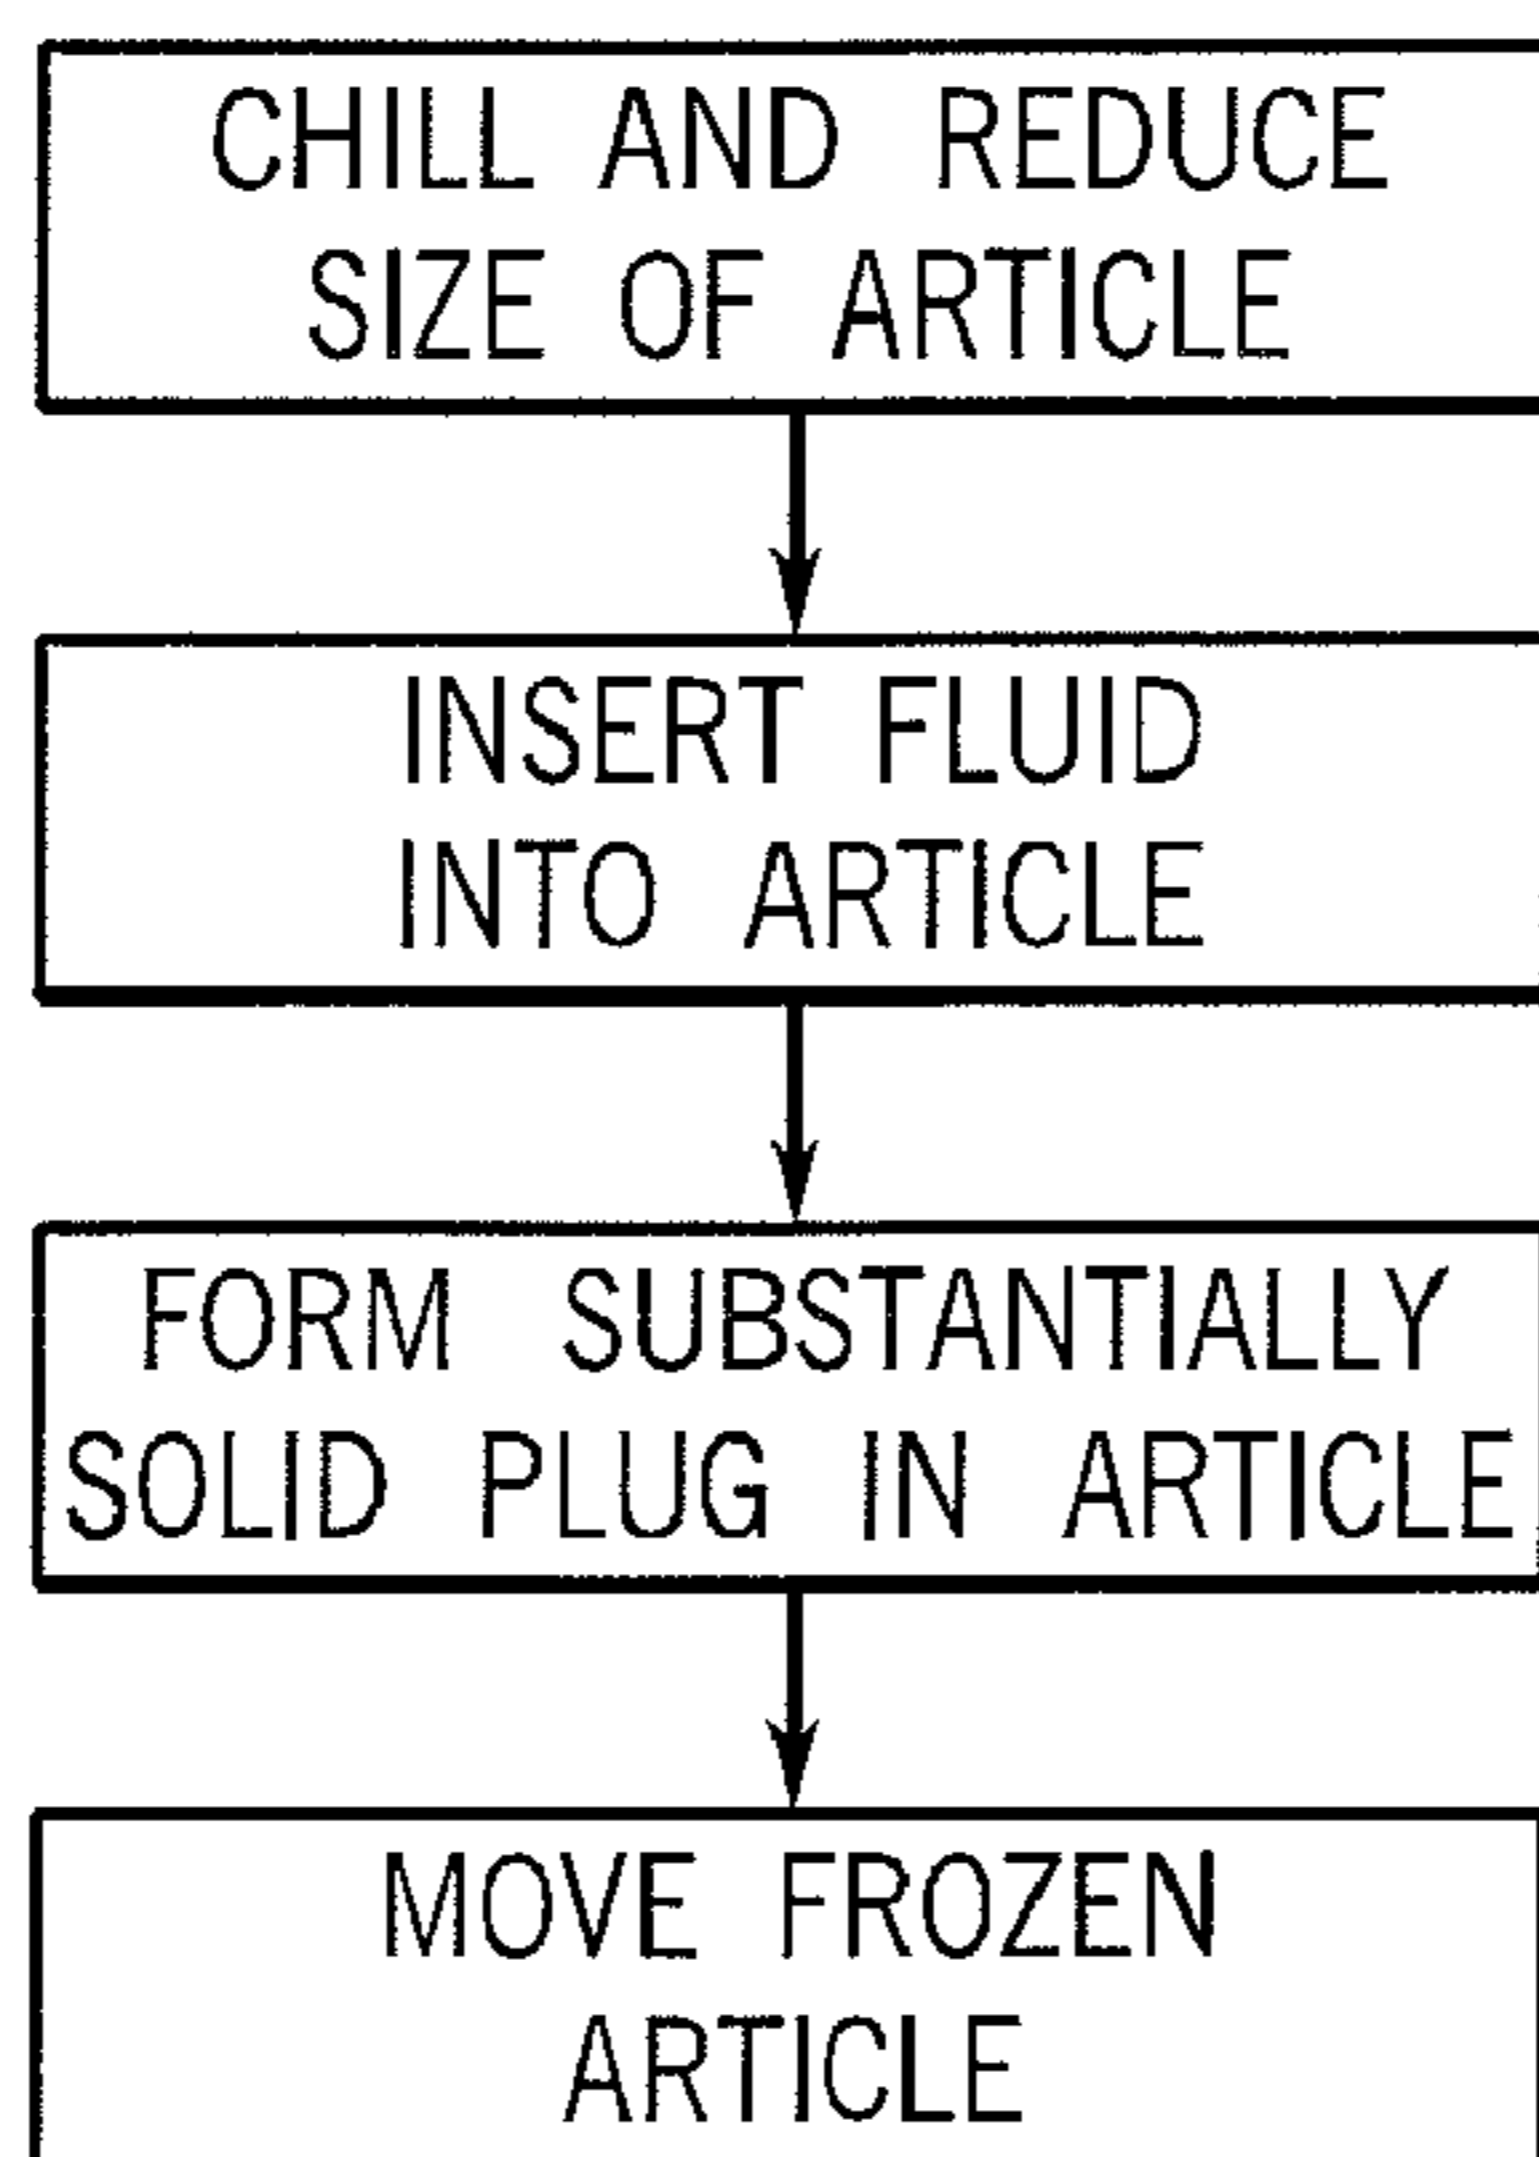 CHILL AND REDUCE
SIZE OF ARTICLE
INSERT FLUID
INTO ARTICLE
FORM SUBSTANTIALLY
SOLID PLUG IN ARTICLE
MOVE FROZEN
ARTICLE